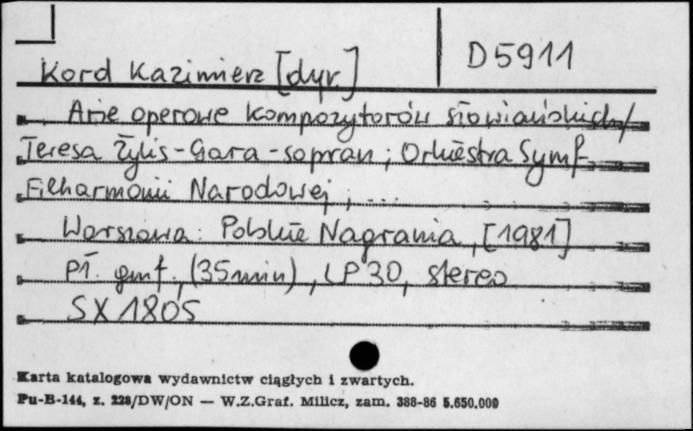 D5911
Kord Kazimierz [dyr.]
Arie operowe kompozytorów słowiańskich /
Teresa Żylis-Gara - sopran ; Orkiestra Symf.
Filharmonii Narodowej ; ...
Warszawa : Polskie Nagrania, [1981]
Pł. gmf., (35 min), LP 30, stereo
SX 1805
Karta katalogowa wydawnictw ciągłych i zwartych.
Pu-B-144, z. 228/DW/ON — W.Z.Graf. Milicz, zam. 388-86 5.650.000